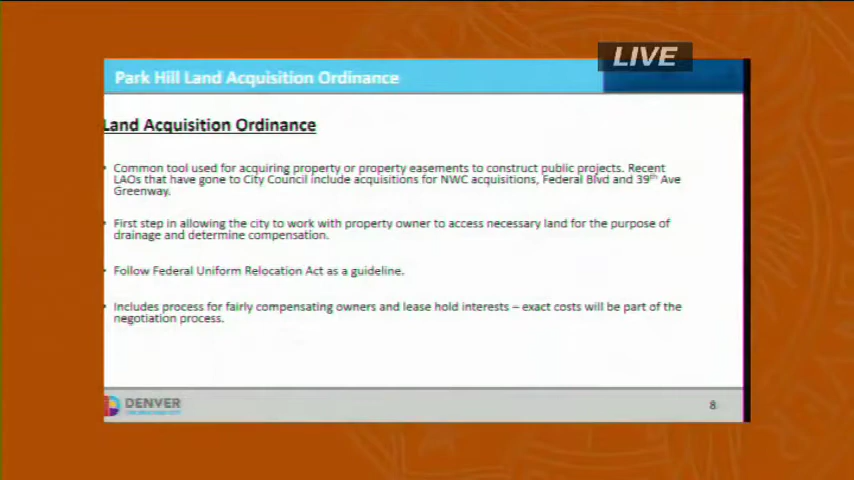 LIVE
Park Hill Land Acquisition Ordinance
Land Acquisition Ordinance
• Common tool used for acquiring property or property easements to construct public projects. Recent
LAOs that have gone to City Council include acquisitions for NWC acquisitions, Federal Blvd and 39th Ave
Greenway.
• First step in allowing the city to work with property owner to access necessary land for the purpose of
drainage and determine compensation.
• Follow Federal Uniform Relocation Act as a guideline.
• Includes process for fairly compensating owners and lease hold interests – exact costs will be part of the
negotiation process.
DENVER
8